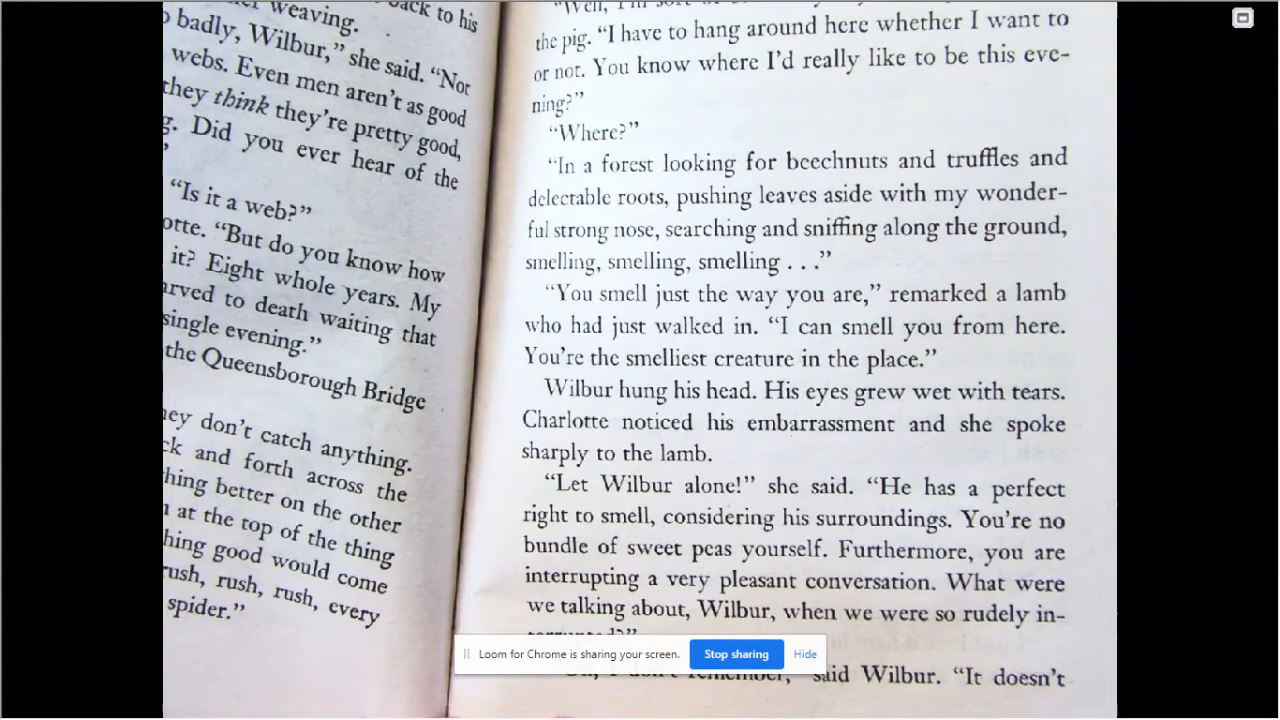 back to his
weaving.
badly, Wilbur,” she said. “Not
webs. Even men aren’t as good
they think they’re pretty good,
g. Did you ever hear of the
”
“Is it a web?”
otte. “But do you know how
it? Eight whole years. My
rved to death waiting that
single evening.”
the Queensborough Bridge
ey don’t catch anything.
ck and forth across the
hing better on the other
at the top of the thing
hing good would come
rush, rush, rush, every
spider.”
“Well, I’m sort of
the pig. “I have to hang around here whether I want to
or not. You know where I’d really like to be this eve-
ning?”
“Where?”
“In a forest looking for beechnuts and truffles and
delectable roots, pushing leaves aside with my wonder-
ful strong nose, searching and sniffing along the ground,
smelling, smelling, smelling . . .”
“You smell just the way you are,” remarked a lamb
who had just walked in. “I can smell you from here.
You’re the smelliest creature in the place.”
Wilbur hung his head. His eyes grew wet with tears.
Charlotte noticed his embarrassment and she spoke
sharply to the lamb.
“Let Wilbur alone!” she said. “He has a perfect
right to smell, considering his surroundings. You’re no
bundle of sweet peas yourself. Furthermore, you are
interrupting a very pleasant conversation. What were
we talking about, Wilbur, when we were so rudely in-
terrupted?”
“Oh, I don’t remember,” said Wilbur. “It doesn’t
Loom for Chrome is sharing your screen.
Stop sharing
Hide